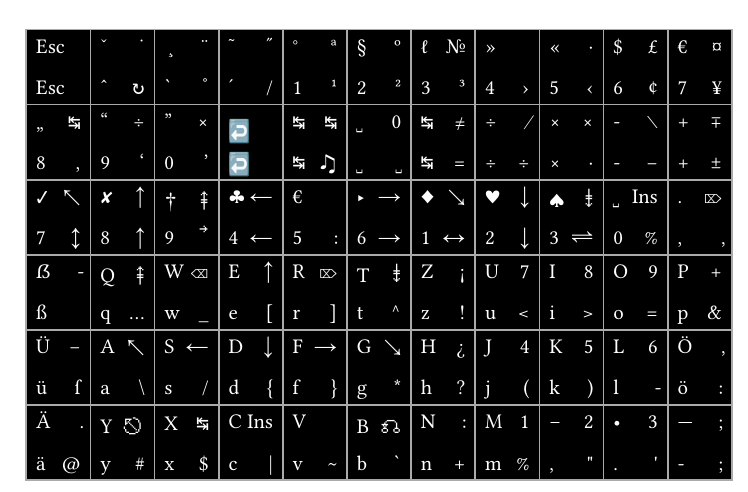 Esc ˇ ˙ ¸ ¨ ˜ ˝ ° ª § º ℓ № » « · $ £ € ¤
Esc ˆ ↻ ` ˚ ´ / 1 ¹ 2 ² 3 ³ 4 › 5 ‹ 6 ¢ 7 ¥
„ ↹ “ ÷ ” × ↩ ↹ ↹ ␣ 0 ↹ ≠ ÷ ∕ × × - ∖ + ∓
8 ‚ 9 ‘ 0 ’ ↩ ↹ ♫ ␣ ␣ ↹ = ÷ ÷ × · - − + ±
✓ ↖ ✘ ↑ † ⇞ ♣ ← € ‣ → ♦ ↘ ♥ ↓ ♠ ⇟ ␣ Ins . ⌦
7 ↕ 8 ↑ 9 ⃗ 4 ← 5 : 6 → 1 ↔ 2 ↓ 3 ⇌ 0 % , ,
ẞ - Q ⇞ W ⌫ E ↑ R ⌦ T ⇟ Z ¡ U 7 I 8 O 9 P +
ß q … w _ e [ r ] t ^ z ! u < i > o = p &
Ü – A ↖ S ← D ↓ F → G ↘ H ¿ J 4 K 5 L 6 Ö ,
ü ſ a \ s / d { f } g * h ? j ( k ) l - ö :
Ä . Y ⎋ X ↹ C Ins V B ⎌ N : M 1 – 2 • 3 — ;
ä @ y # x $ c | v ~ b ` n + m % , " . ' - ;